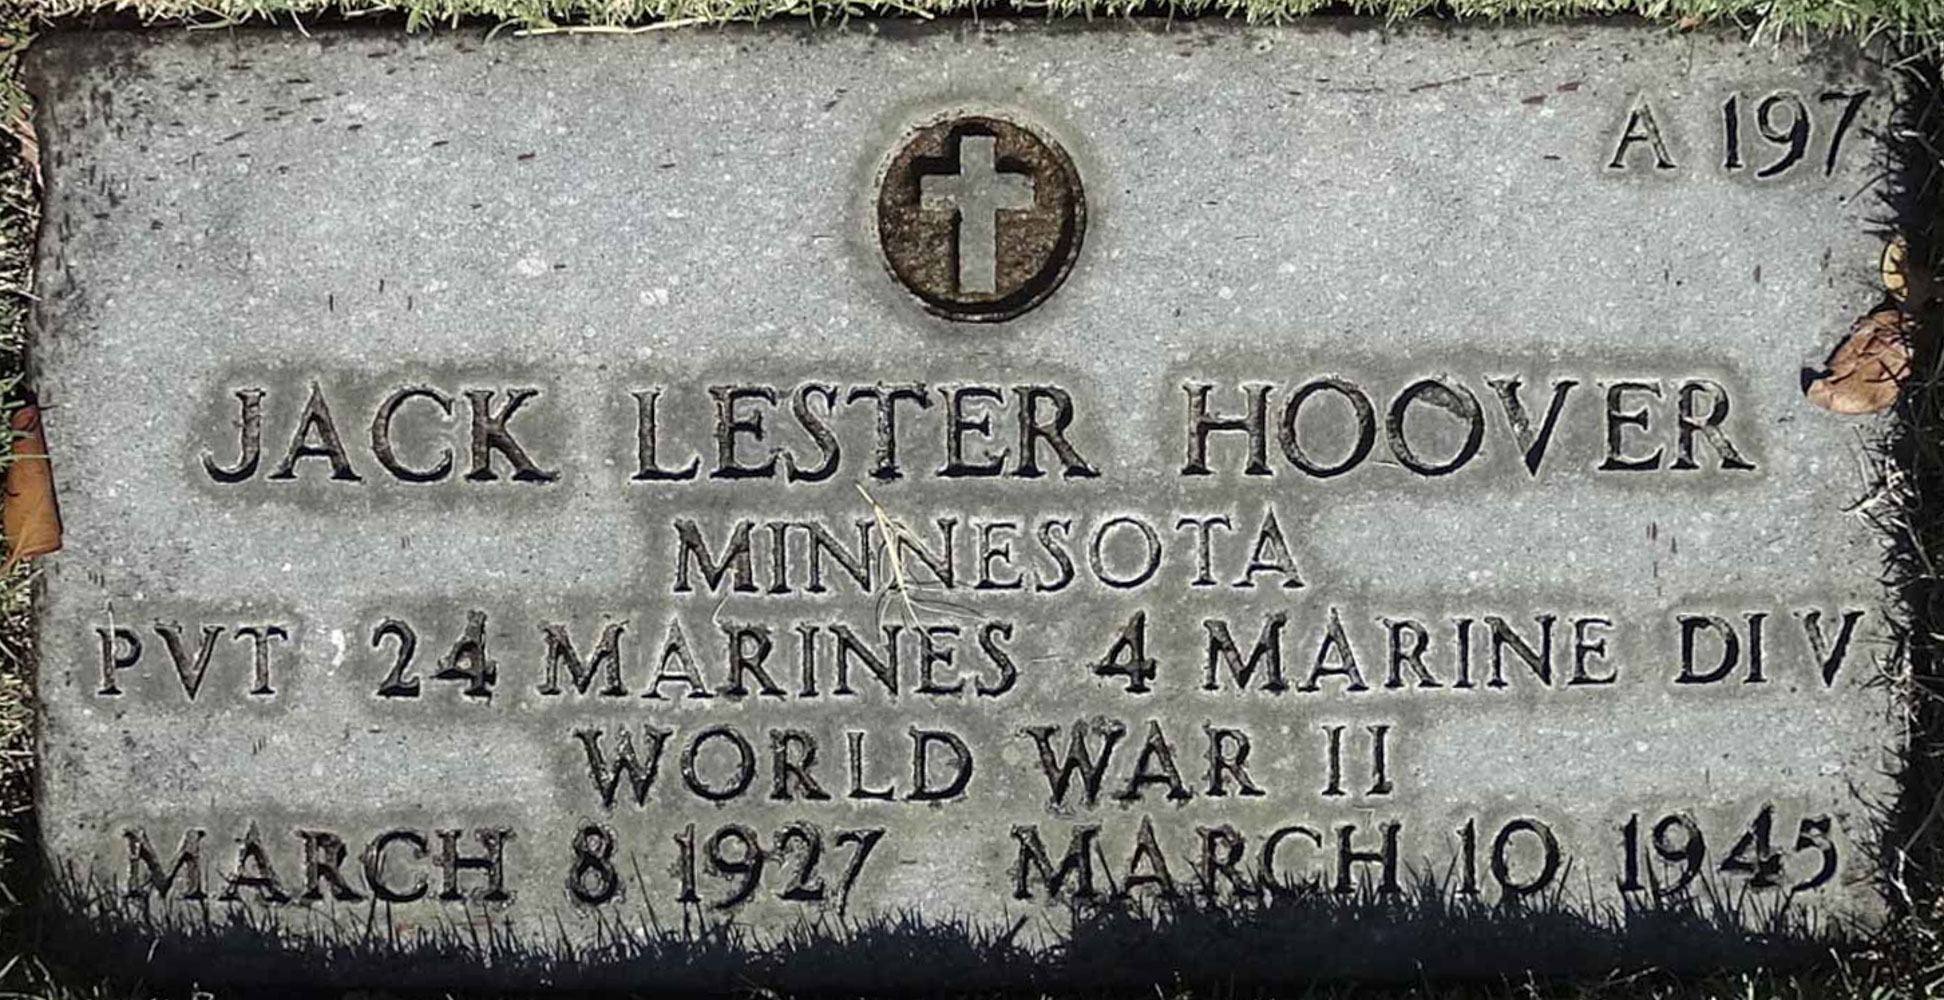 A 197
JACK LESTER HOOVER
MINNESOTA
PVT 24 MARINES 4 MARINE DIV
WORLD WAR II
MARCH 8 1927 MARCH 10 1945